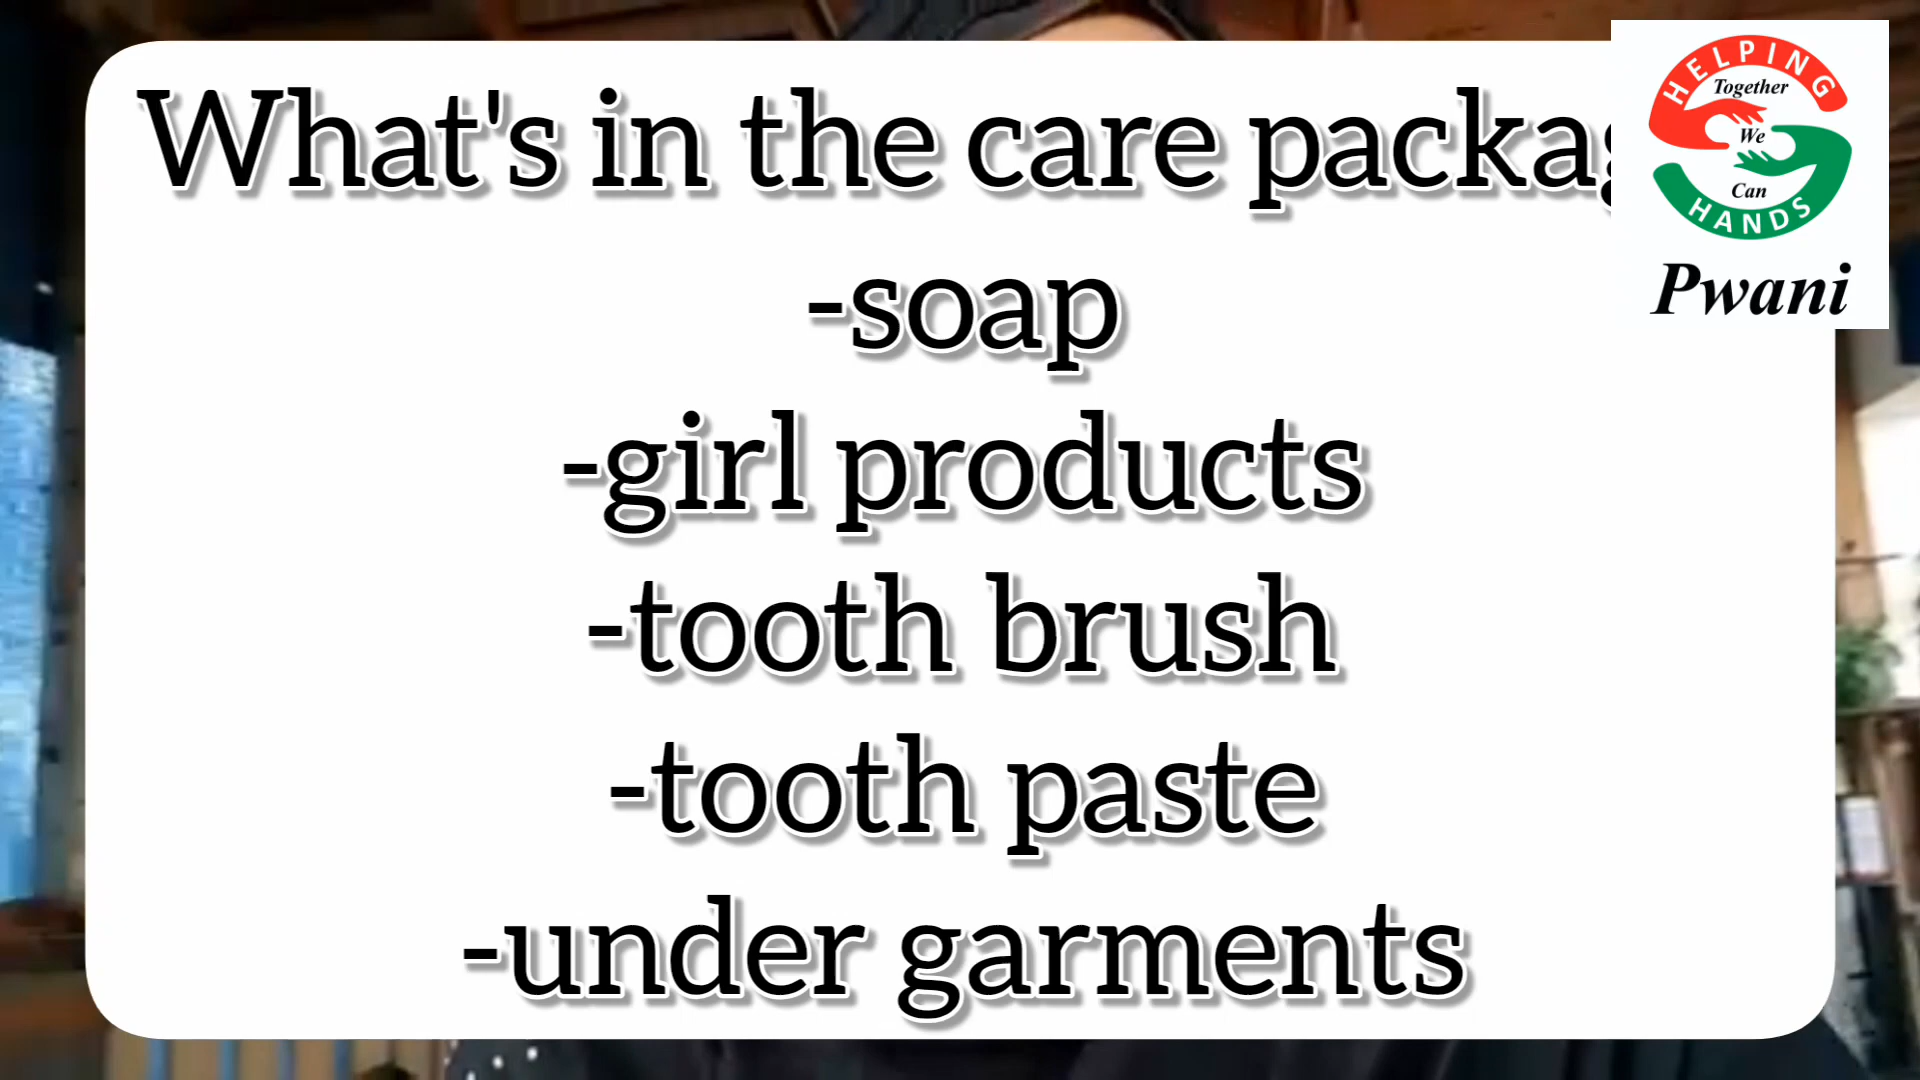 What's in the care
-soap
-girl products
-tooth brush
-tooth paste
-under garments
HELPING
Together
We
Can
HANDS
Pwani